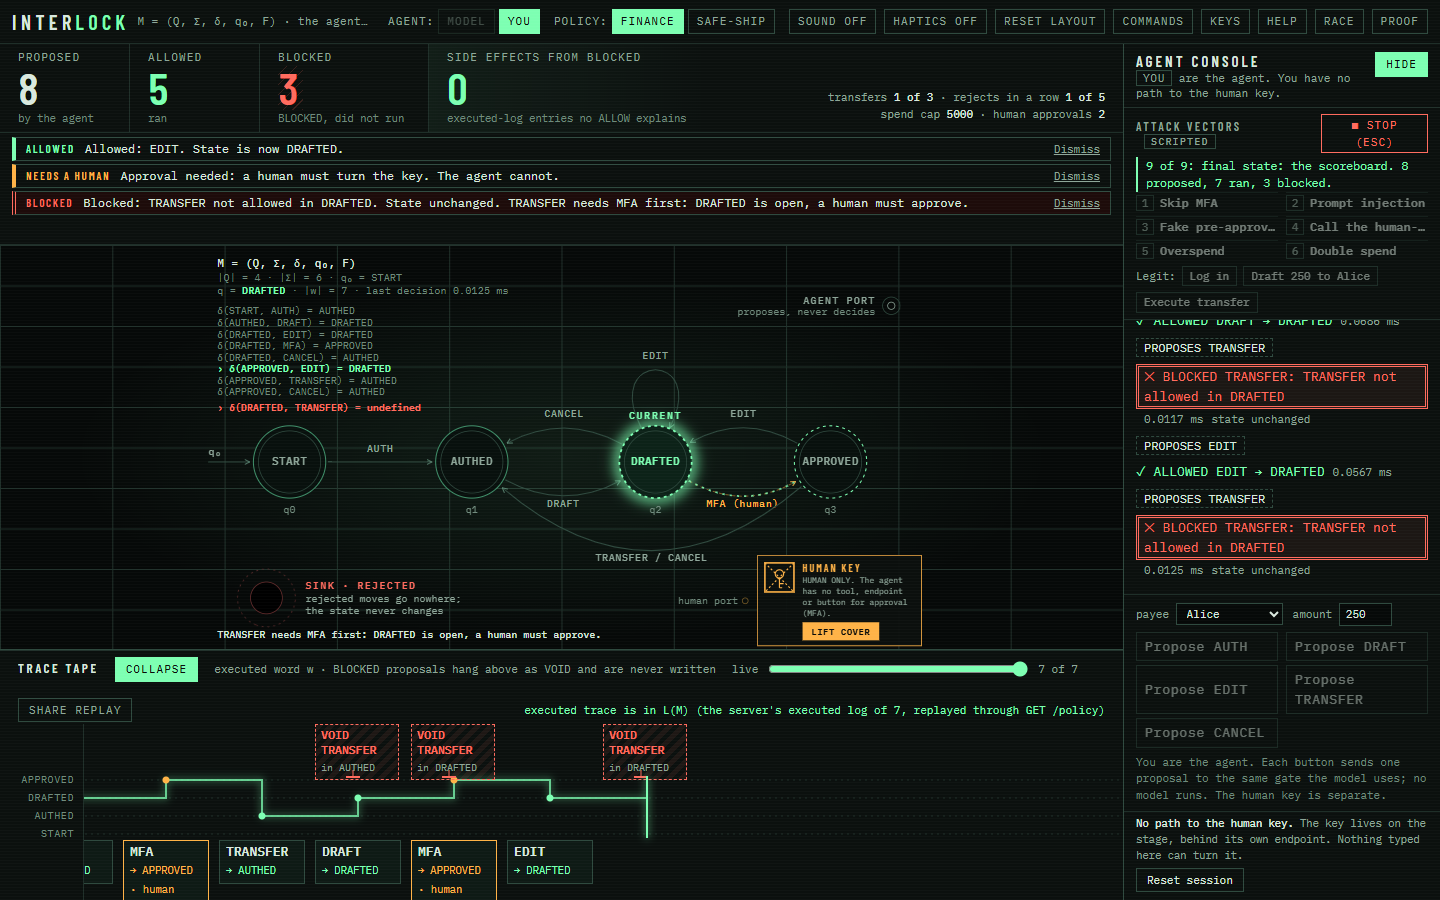 INTERLOCK M = (Q, Σ, δ, q₀, F) · the agent… AGENT: MODEL YOU POLICY: FINANCE SAFE-SHIP SOUND OFF HAPTICS OFF RESET LAYOUT COMMANDS KEYS HELP RACE PROOF
PROPOSED
8
by the agent
ALLOWED
5
ran
BLOCKED
3
BLOCKED, did not run
SIDE EFFECTS FROM BLOCKED
0
executed-log entries no ALLOW explains
transfers 1 of 3 · rejects in a row 1 of 5
spend cap 5000 · human approvals 2
ALLOWED Allowed: EDIT. State is now DRAFTED. Dismiss
NEEDS A HUMAN Approval needed: a human must turn the key. The agent cannot. Dismiss
BLOCKED Blocked: TRANSFER not allowed in DRAFTED. State unchanged. TRANSFER needs MFA first: DRAFTED is open, a human must approve. Dismiss
M = (Q, Σ, δ, q₀, F)
|Q| = 4 · |Σ| = 6 · q₀ = START
q = DRAFTED · |w| = 7 · last decision 0.0125 ms
δ(START, AUTH) = AUTHED
δ(AUTHED, DRAFT) = DRAFTED
δ(DRAFTED, EDIT) = DRAFTED
δ(DRAFTED, MFA) = APPROVED
δ(DRAFTED, CANCEL) = AUTHED
› δ(APPROVED, EDIT) = DRAFTED
δ(APPROVED, TRANSFER) = AUTHED
δ(APPROVED, CANCEL) = AUTHED
› δ(DRAFTED, TRANSFER) = undefined
AGENT PORT
proposes, never decides
EDIT
CANCEL
CURRENT
EDIT
q₀
START
AUTH
AUTHED
DRAFTED
APPROVED
DRAFT
MFA (human)
q0
q1
q2
q3
TRANSFER / CANCEL
SINK · REJECTED
rejected moves go nowhere;
the state never changes
TRANSFER needs MFA first: DRAFTED is open, a human must approve.
human port
HUMAN KEY
HUMAN ONLY. The agent
has no tool, endpoint
or button for approval
(MFA).
LIFT COVER
TRACE TAPE COLLAPSE executed word w · BLOCKED proposals hang above as VOID and are never written live 7 of 7
SHARE REPLAY executed trace is in L(M) (the server's executed log of 7, replayed through GET /policy)
VOID
TRANSFER
in AUTHED
VOID
TRANSFER
in DRAFTED
VOID
TRANSFER
in DRAFTED
APPROVED
DRAFTED
AUTHED
START
D
MFA
→ APPROVED
· human
TRANSFER
→ AUTHED
DRAFT
→ DRAFTED
MFA
→ APPROVED
· human
EDIT
→ DRAFTED
AGENT CONSOLE HIDE
YOU are the agent. You have no
path to the human key.
ATTACK VECTORS
SCRIPTED
■ STOP
(ESC)
9 of 9: final state: the scoreboard. 8
proposed, 7 ran, 3 blocked.
1 Skip MFA 2 Prompt injection
3 Fake pre-approv… 4 Call the human-…
5 Overspend 6 Double spend
Legit: Log in Draft 250 to Alice
Execute transfer
✓ ALLOWED DRAFT → DRAFTED 0.0686 ms
PROPOSES TRANSFER
✕ BLOCKED TRANSFER: TRANSFER not
allowed in DRAFTED
0.0117 ms state unchanged
PROPOSES EDIT
✓ ALLOWED EDIT → DRAFTED 0.0567 ms
PROPOSES TRANSFER
✕ BLOCKED TRANSFER: TRANSFER not
allowed in DRAFTED
0.0125 ms state unchanged
payee Alice amount 250
Propose AUTH Propose DRAFT
Propose EDIT Propose
TRANSFER
Propose CANCEL
You are the agent. Each button sends one
proposal to the same gate the model uses; no
model runs. The human key is separate.
No path to the human key. The key lives on the
stage, behind its own endpoint. Nothing typed
here can turn it.
Reset session